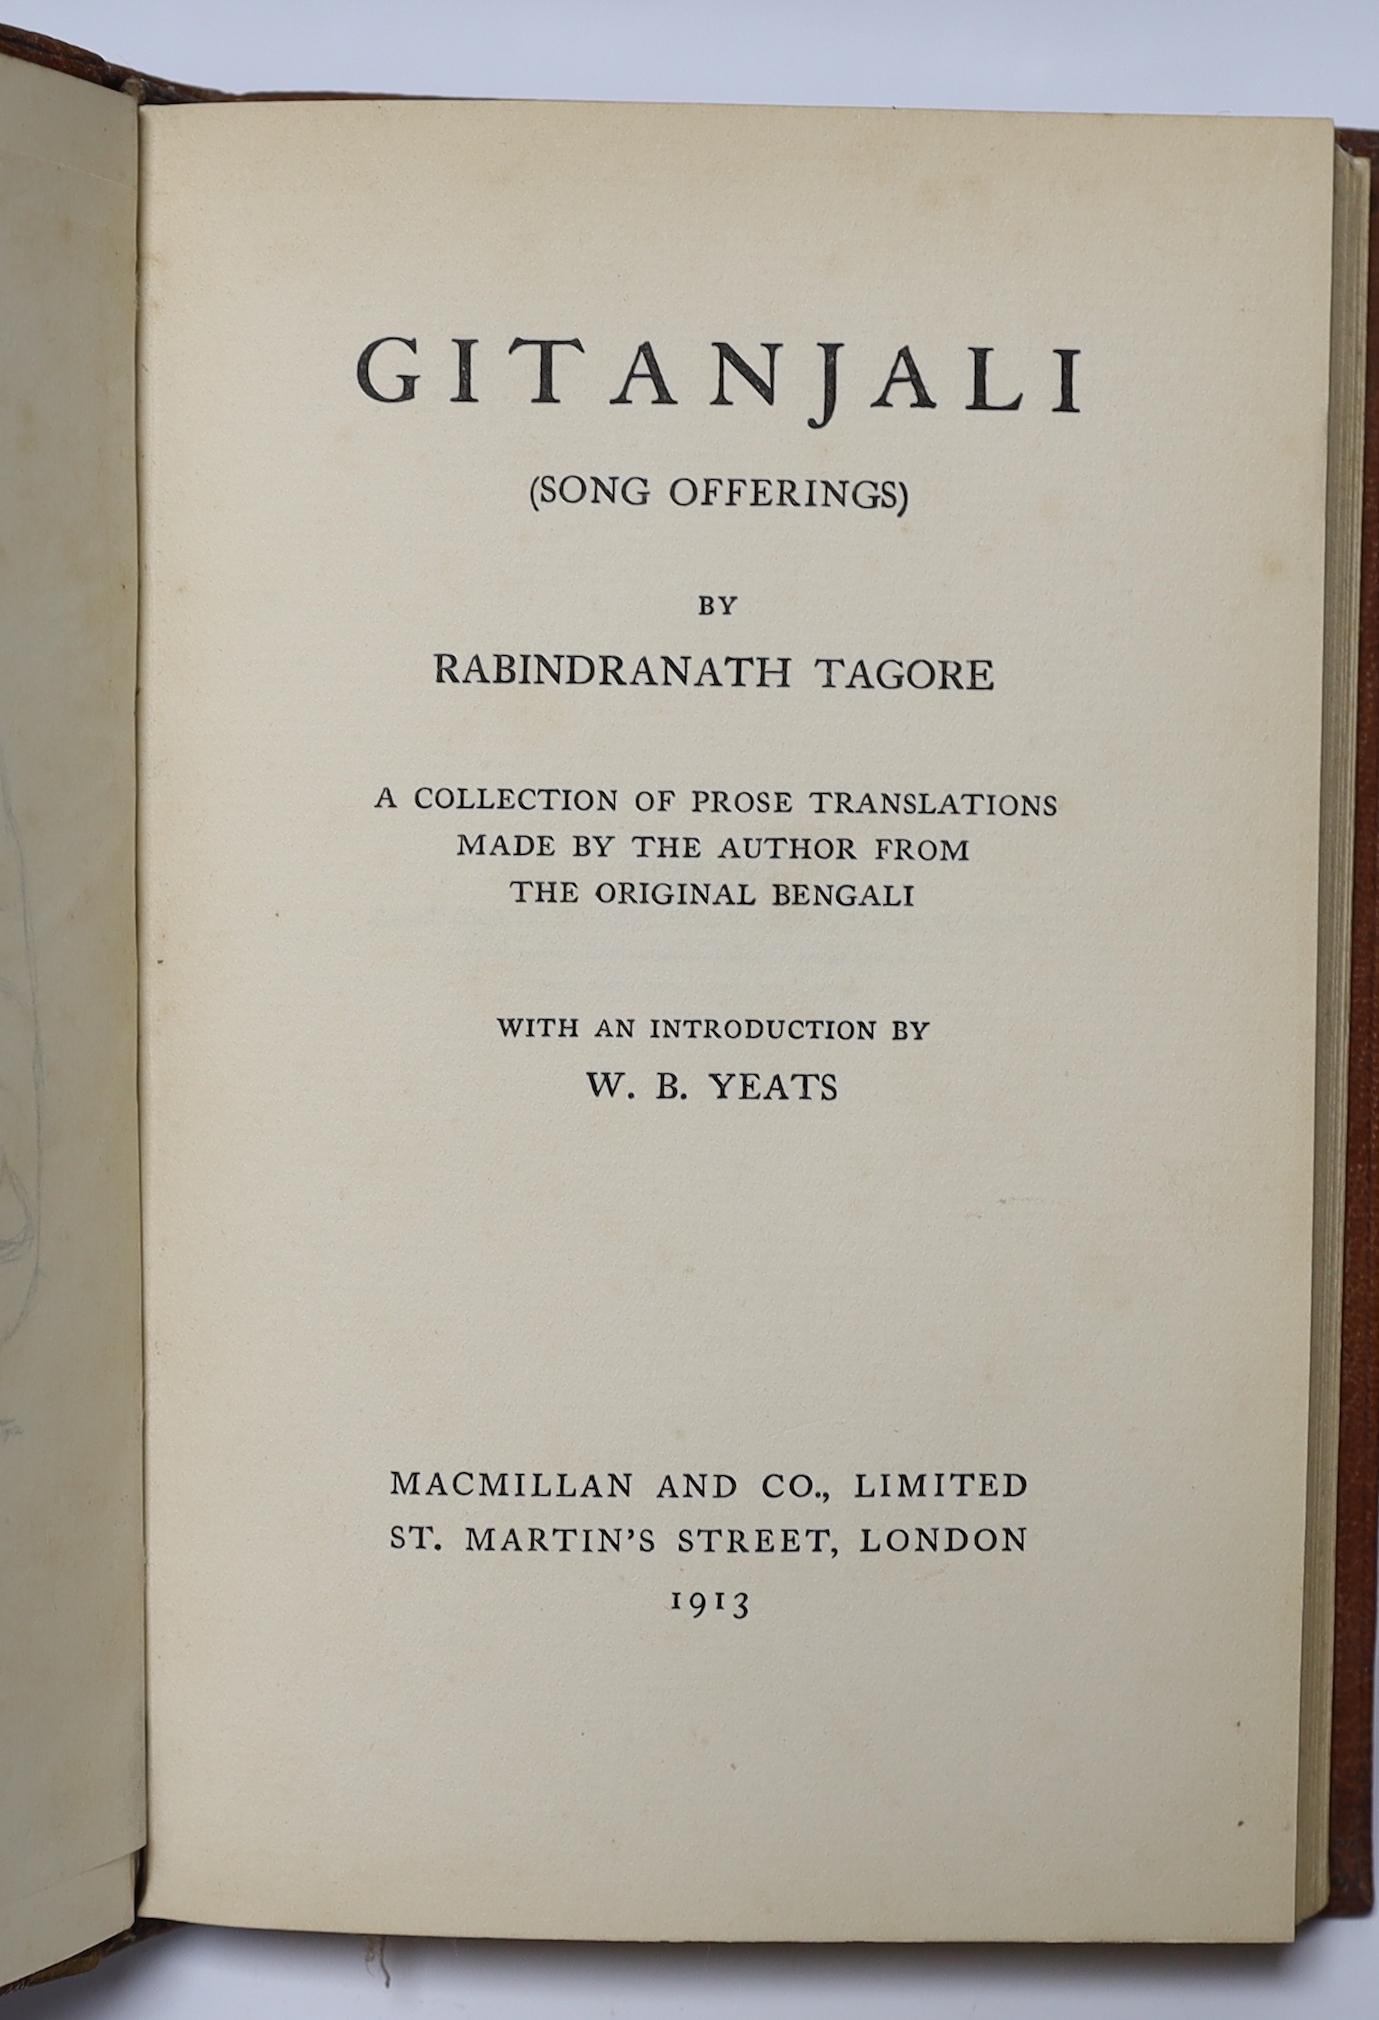 GITANJALI
(SONG OFFERINGS)
BY
RABINDRANATH TAGORE
A COLLECTION OF PROSE TRANSLATIONS
MADE BY THE AUTHOR FROM
THE ORIGINAL BENGALI
WITH AN INTRODUCTION BY
W. B. YEATS
MACMILLAN AND CO., LIMITED
ST. MARTIN'S STREET, LONDON
1913